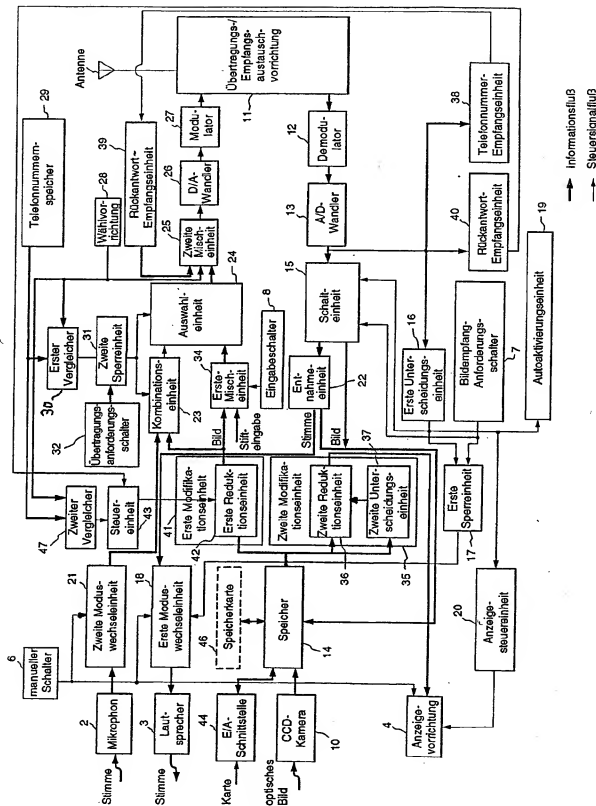 Antenne
29
Telefonnummern-
speicher
28
Wählvor-
richtung
39
Rückantwort-
Empfangseinheit
27
Modu-
lator
26
D/A-
Wandler
25
Zweite
Misch-
einheit
Übertragungs-/
Empfangs-
austausch-
vorrichtung
11
12
Demodu-
lator
13
A/D-
Wandler
38
Telefonnummer-
Empfangseinheit
40
Rückantwort-
Empfangseinheit
19
Autoaktivierungseinheit
30
Erster
Vergleicher
31
Zweite
Sperreinheit
32
Übertragungs-
anforderungs-
schalter
Kombinations-
einheit
23
24
Auswahl-
einheit
34
Erste-
Misch-
einheit
8
Eingabeschalter
Stift-
eingabe
Bild
15
Schalt-
einheit
Ent-
nahme-
einheit
22
Stimme
Bild
16
Erste Unter-
scheidungs-
einheit
Bildempfang-
Anforderungs-
schalter
7
47
Zweiter
Vergleicher
Steuer-
einheit
43
41
Erste Modifika-
tionseinheit
42
Erste Reduk-
tionseinheit
Zweite Modifika-
tionseinheit
Zweite Reduk-
tionseinheit
36
37
Zweite Unter-
scheidungs-
einheit
35
Erste
Sperreinheit
17
6
manueller
Schalter
21
Zweite Modus-
wechseleinheit
18
Erste Modus-
wechseleinheit
46
Speicherkarte
Speicher
14
20
Anzeige-
steuereinheit
2
Mikrophon
3
Laut-
sprecher
44
E/A-
Schnittstelle
CCD-
Kamera
10
4
Anzeige-
vorrichtung
Stimme
Stimme
Karte
optisches
Bild
Informationsfluß
Steuersignalfluß